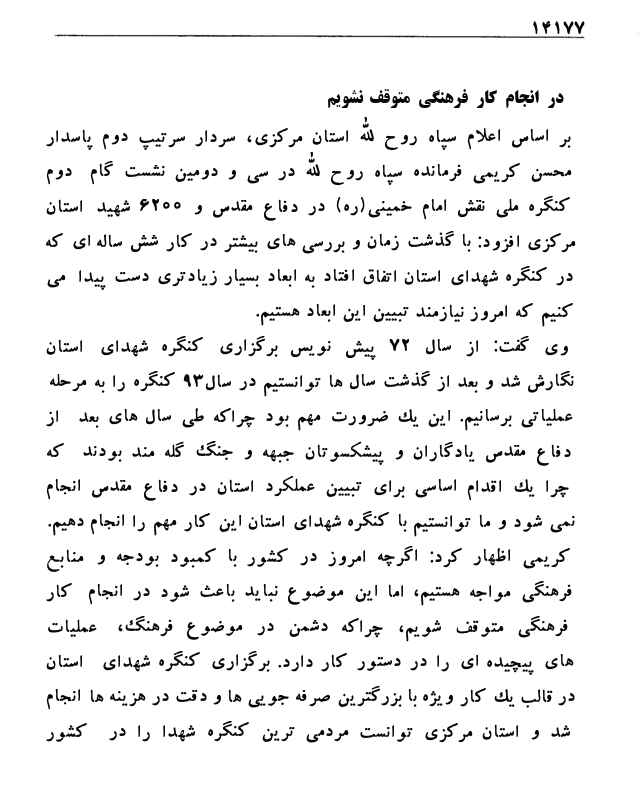 ۱۴۱۷۷
در انجام کار فرهنگی متوقف نشویم
بر اساس اعلام سپاه روح الله استان مرکزی، سردار سرتیپ دوم پاسدار
محسن کریمی فرمانده سپاه روح الله در سی و دومین نشست گام دوم
کنگره ملی نقش امام خمینی(ره) در دفاع مقدس و ۶۲۰۰ شهید استان
مرکزی افزود: با گذشت زمان و بررسی های بیشتر در کار شش ساله ای که
در کنگره شهدای استان اتفاق افتاد به ابعاد بسیار زیادتری دست پیدا می
کنیم که امروز نیازمند تبیین این ابعاد هستیم.
وی گفت: از سال ۷۲ پیش نویس برگزاری کنگره شهدای استان
نگارش شد و بعد از گذشت سال ها توانستیم در سال۹۳ کنگره را به مرحله
عملیاتی برسانیم. این یك ضرورت مهم بود چراکه طی سال های بعد از
دفاع مقدس یادگاران و پیشکسوتان جبهه و جنگ گله مند بودند که
چرا یك اقدام اساسی برای تبیین عملکرد استان در دفاع مقدس انجام
نمی شود و ما توانستیم با کنگره شهدای استان این کار مهم را انجام دهیم.
کریمی اظهار کرد: اگرچه امروز در کشور با کمبود بودجه و منابع
فرهنگی مواجه هستیم، اما این موضوع نباید باعث شود در انجام کار
فرهنگی متوقف شویم، چراکه دشمن در موضوع فرهنگ، عملیات
های پیچیده ای را در دستور کار دارد. برگزاری کنگره شهدای استان
در قالب یك کار ویژه با بزرگترین صرفه جویی ها و دقت در هزینه ها انجام
شد و استان مرکزی توانست مردمی ترین کنگره شهدا را در کشور